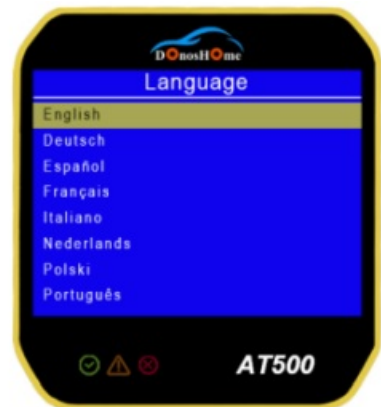 DOnosHOme
Language
English
Deutsch
Español
Français
Italiano
Nederlands
Polski
Português
AT500